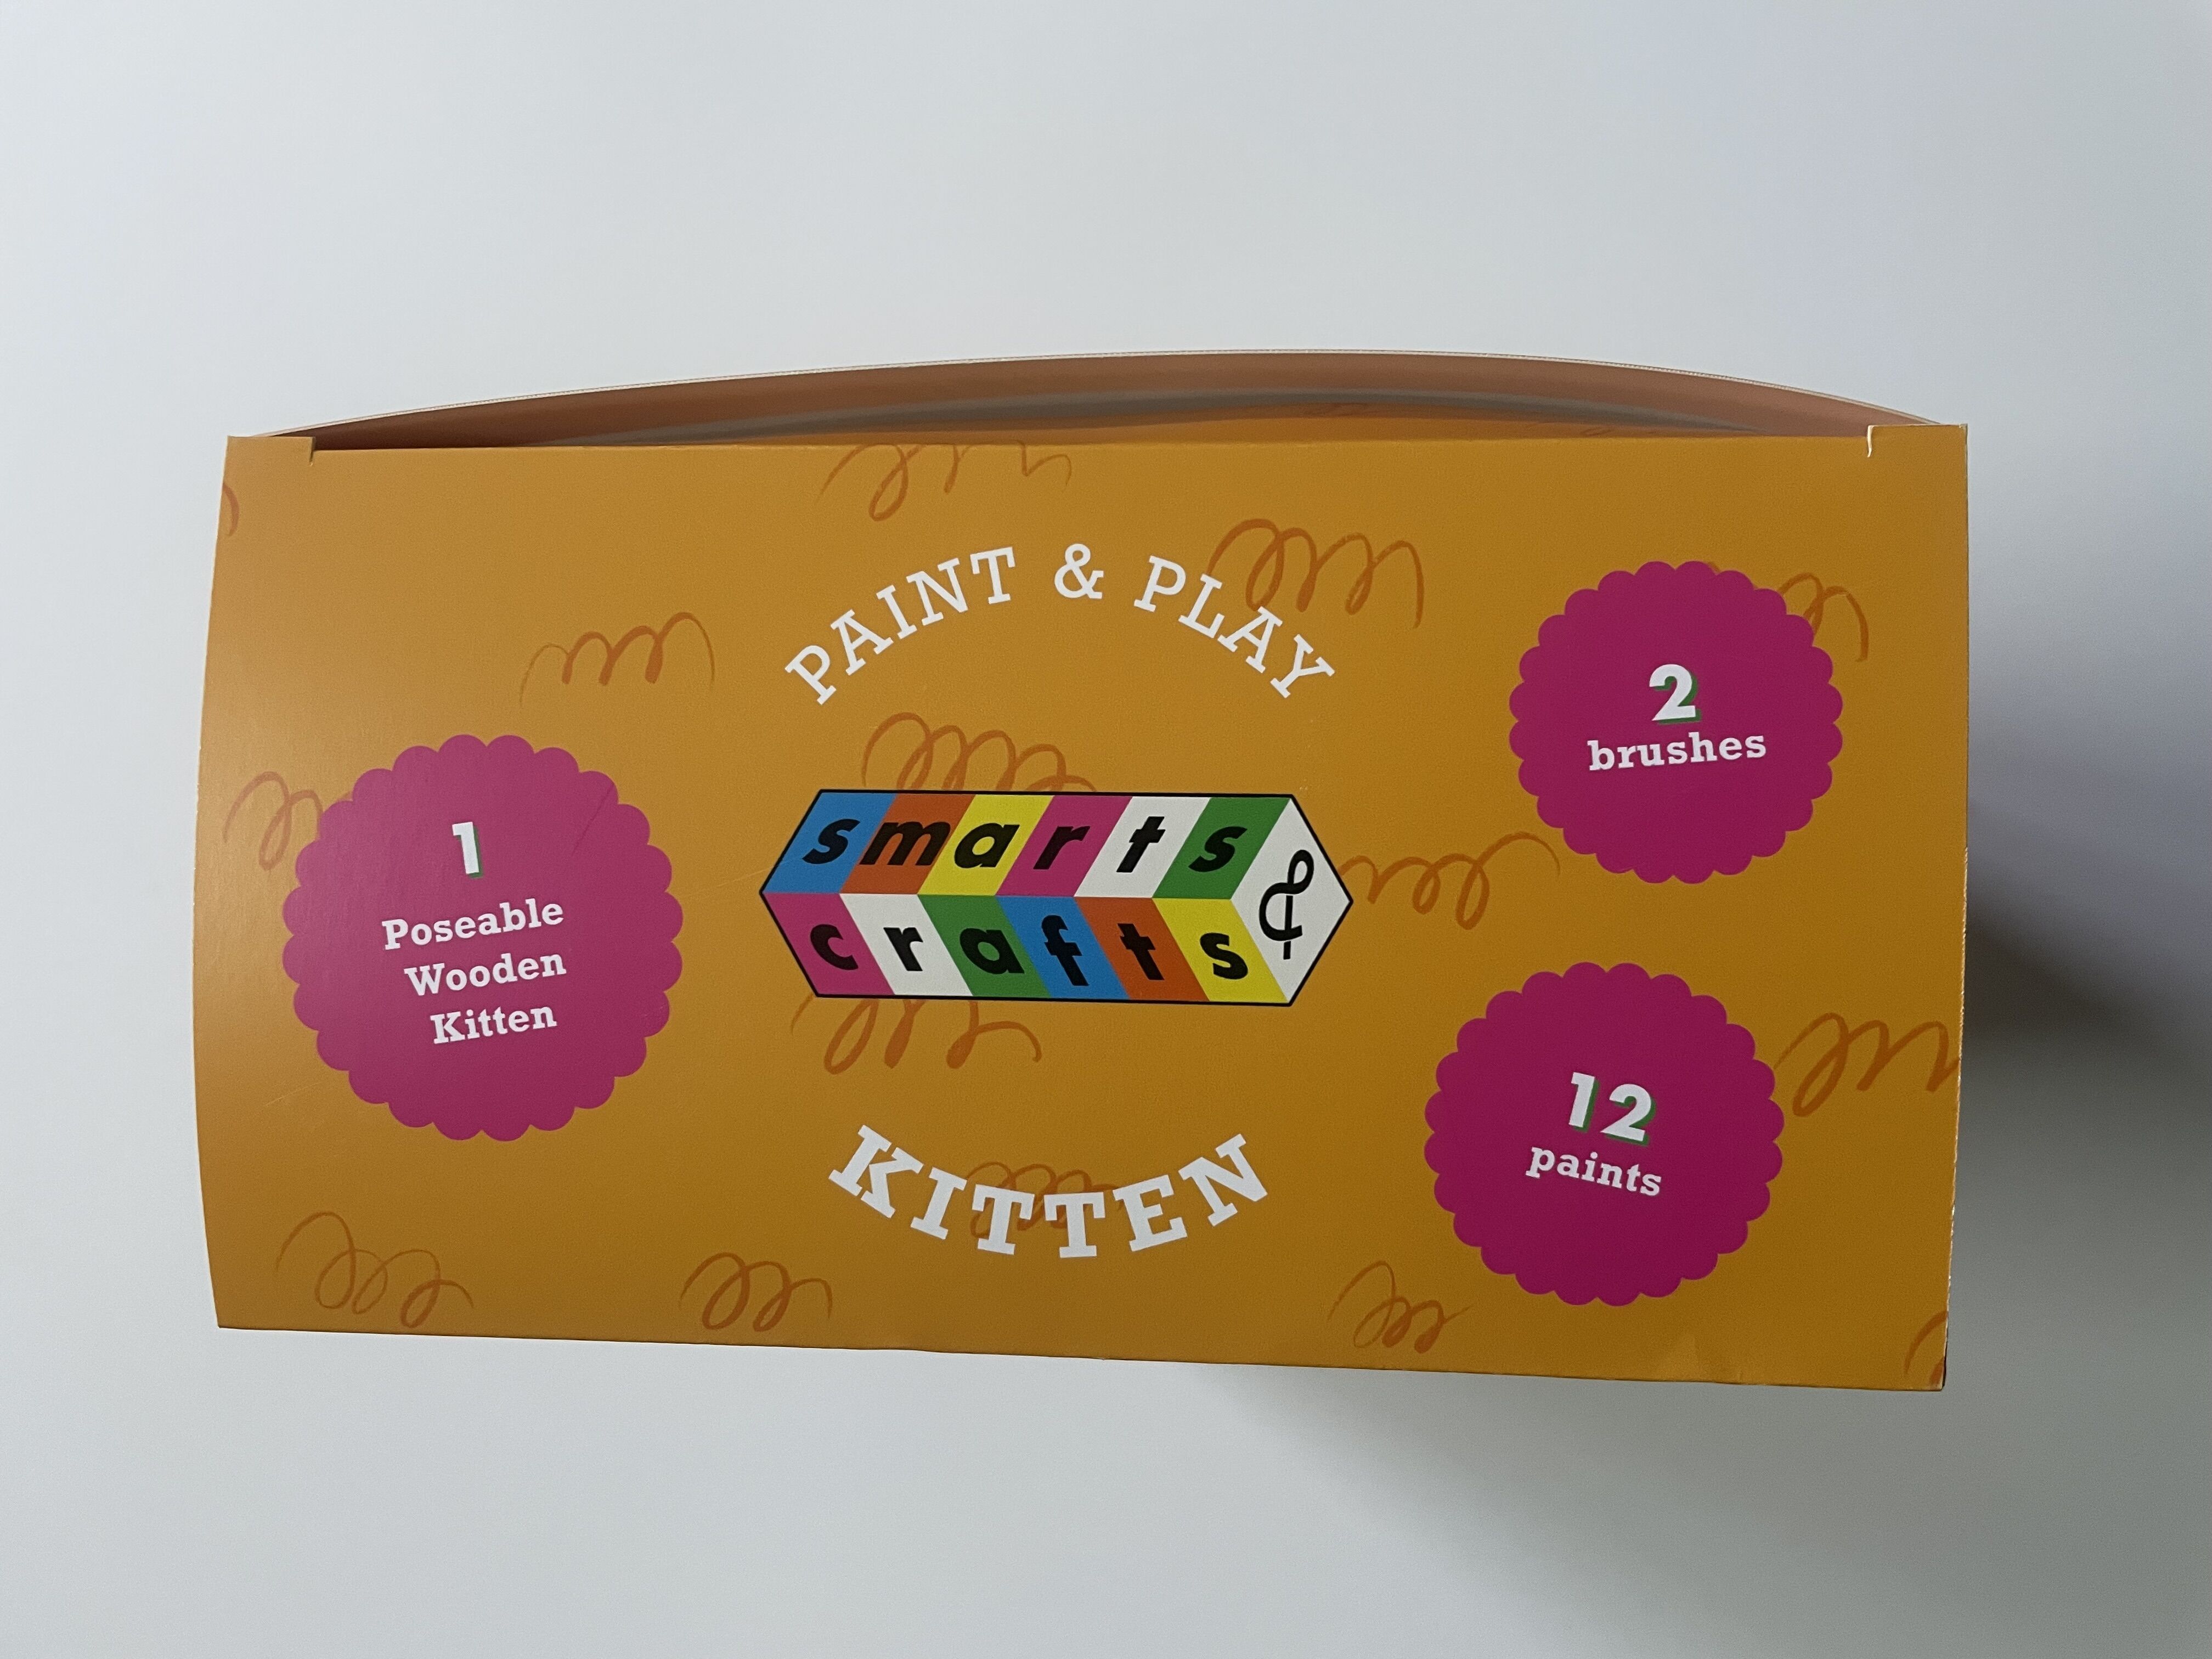 PAINT & PLAY
smarts &
crafts
KITTEN
1
Poseable
Wooden
Kitten
2
brushes
12
paints